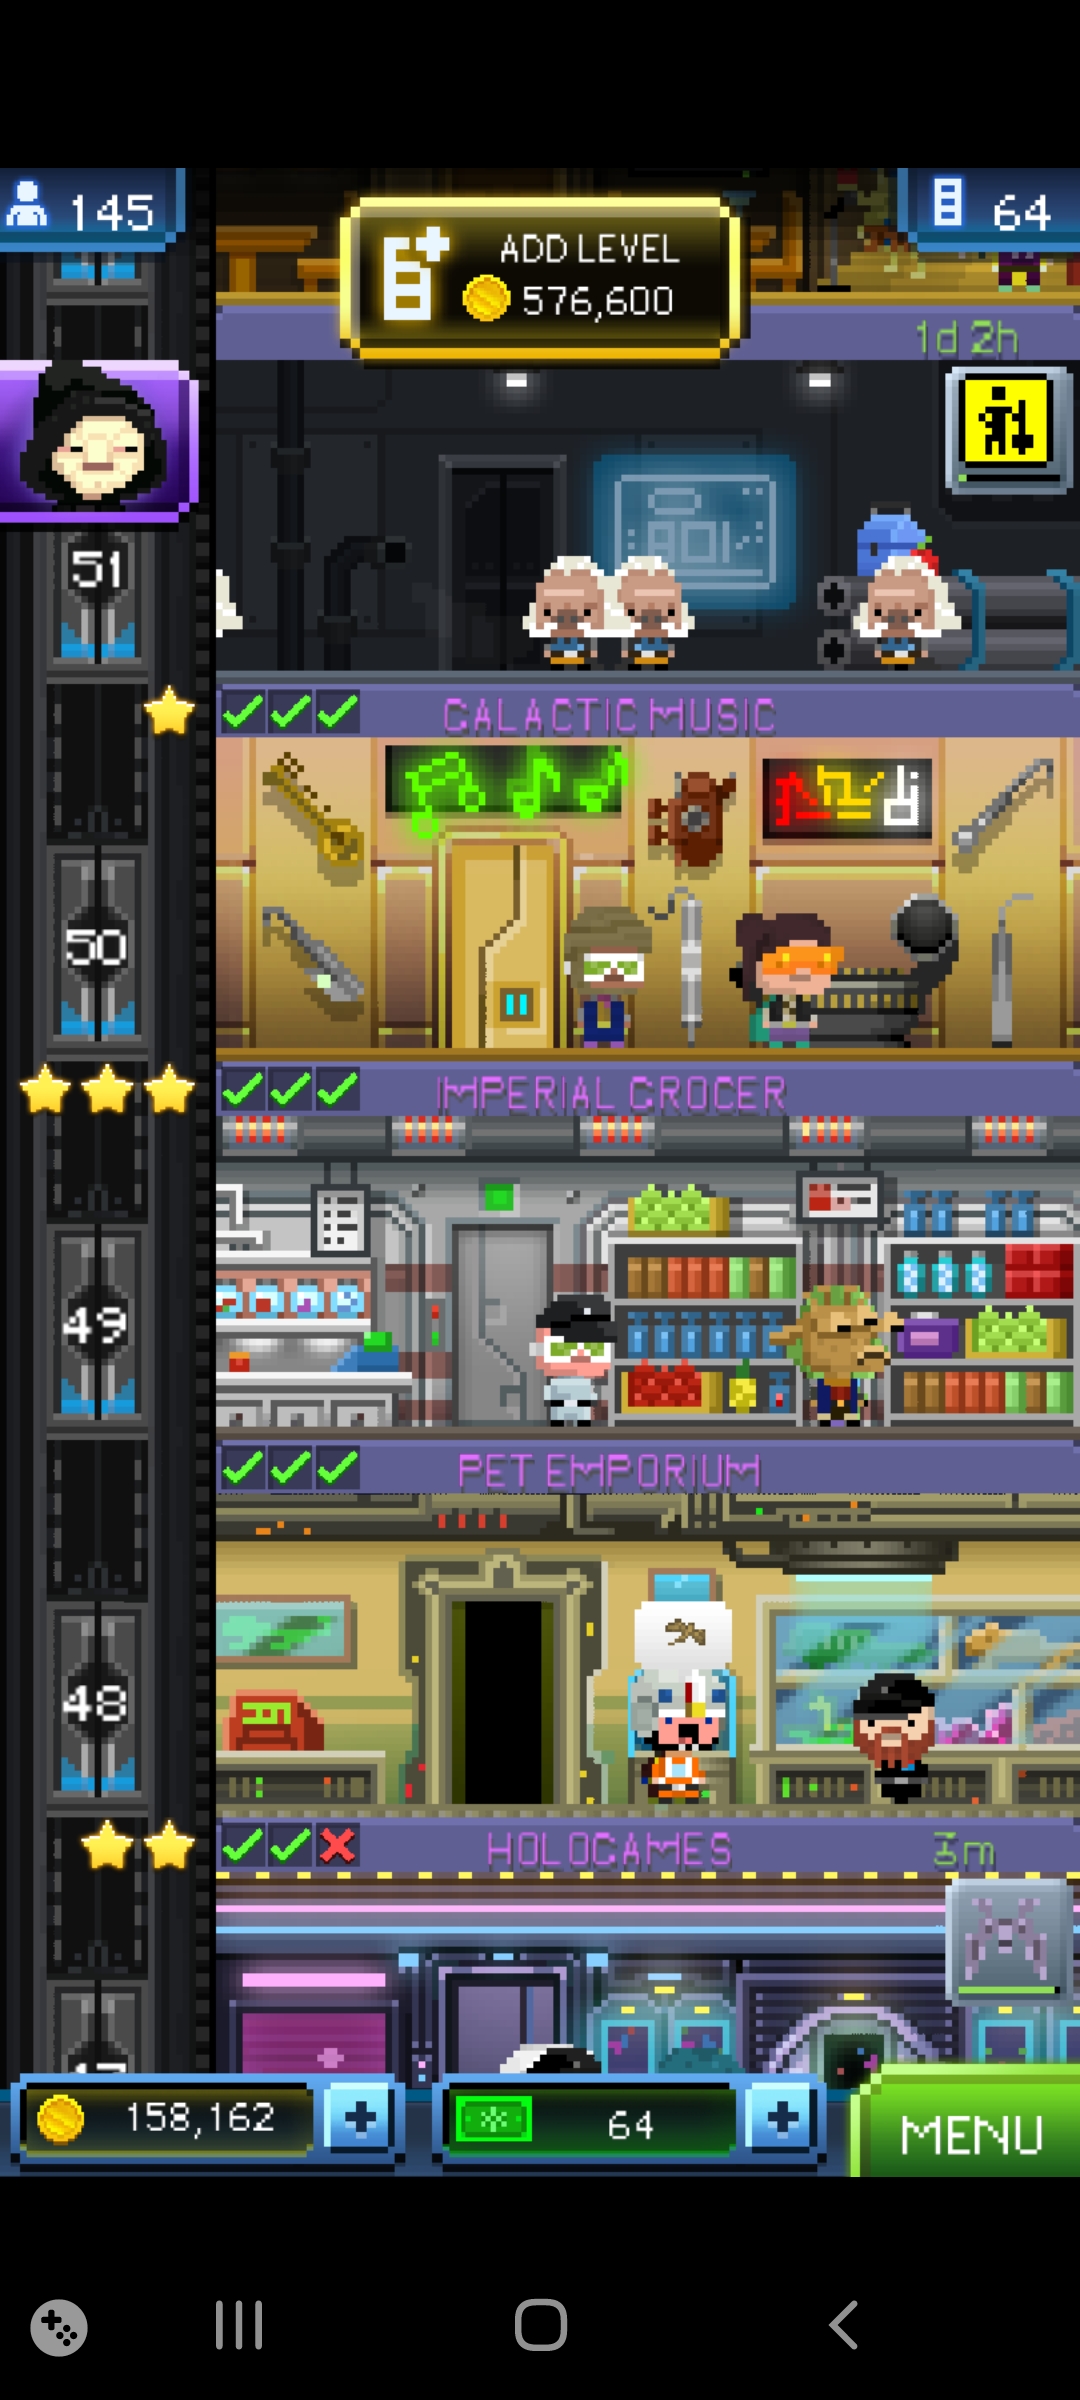 145
ADD LEVEL
576,600
64
1d 2h
51
GALACTIC MUSIC
50
IMPERIAL GROCER
49
PET EMPORIUM
48
HOLOGAMES
3m
158,162
64
MENU